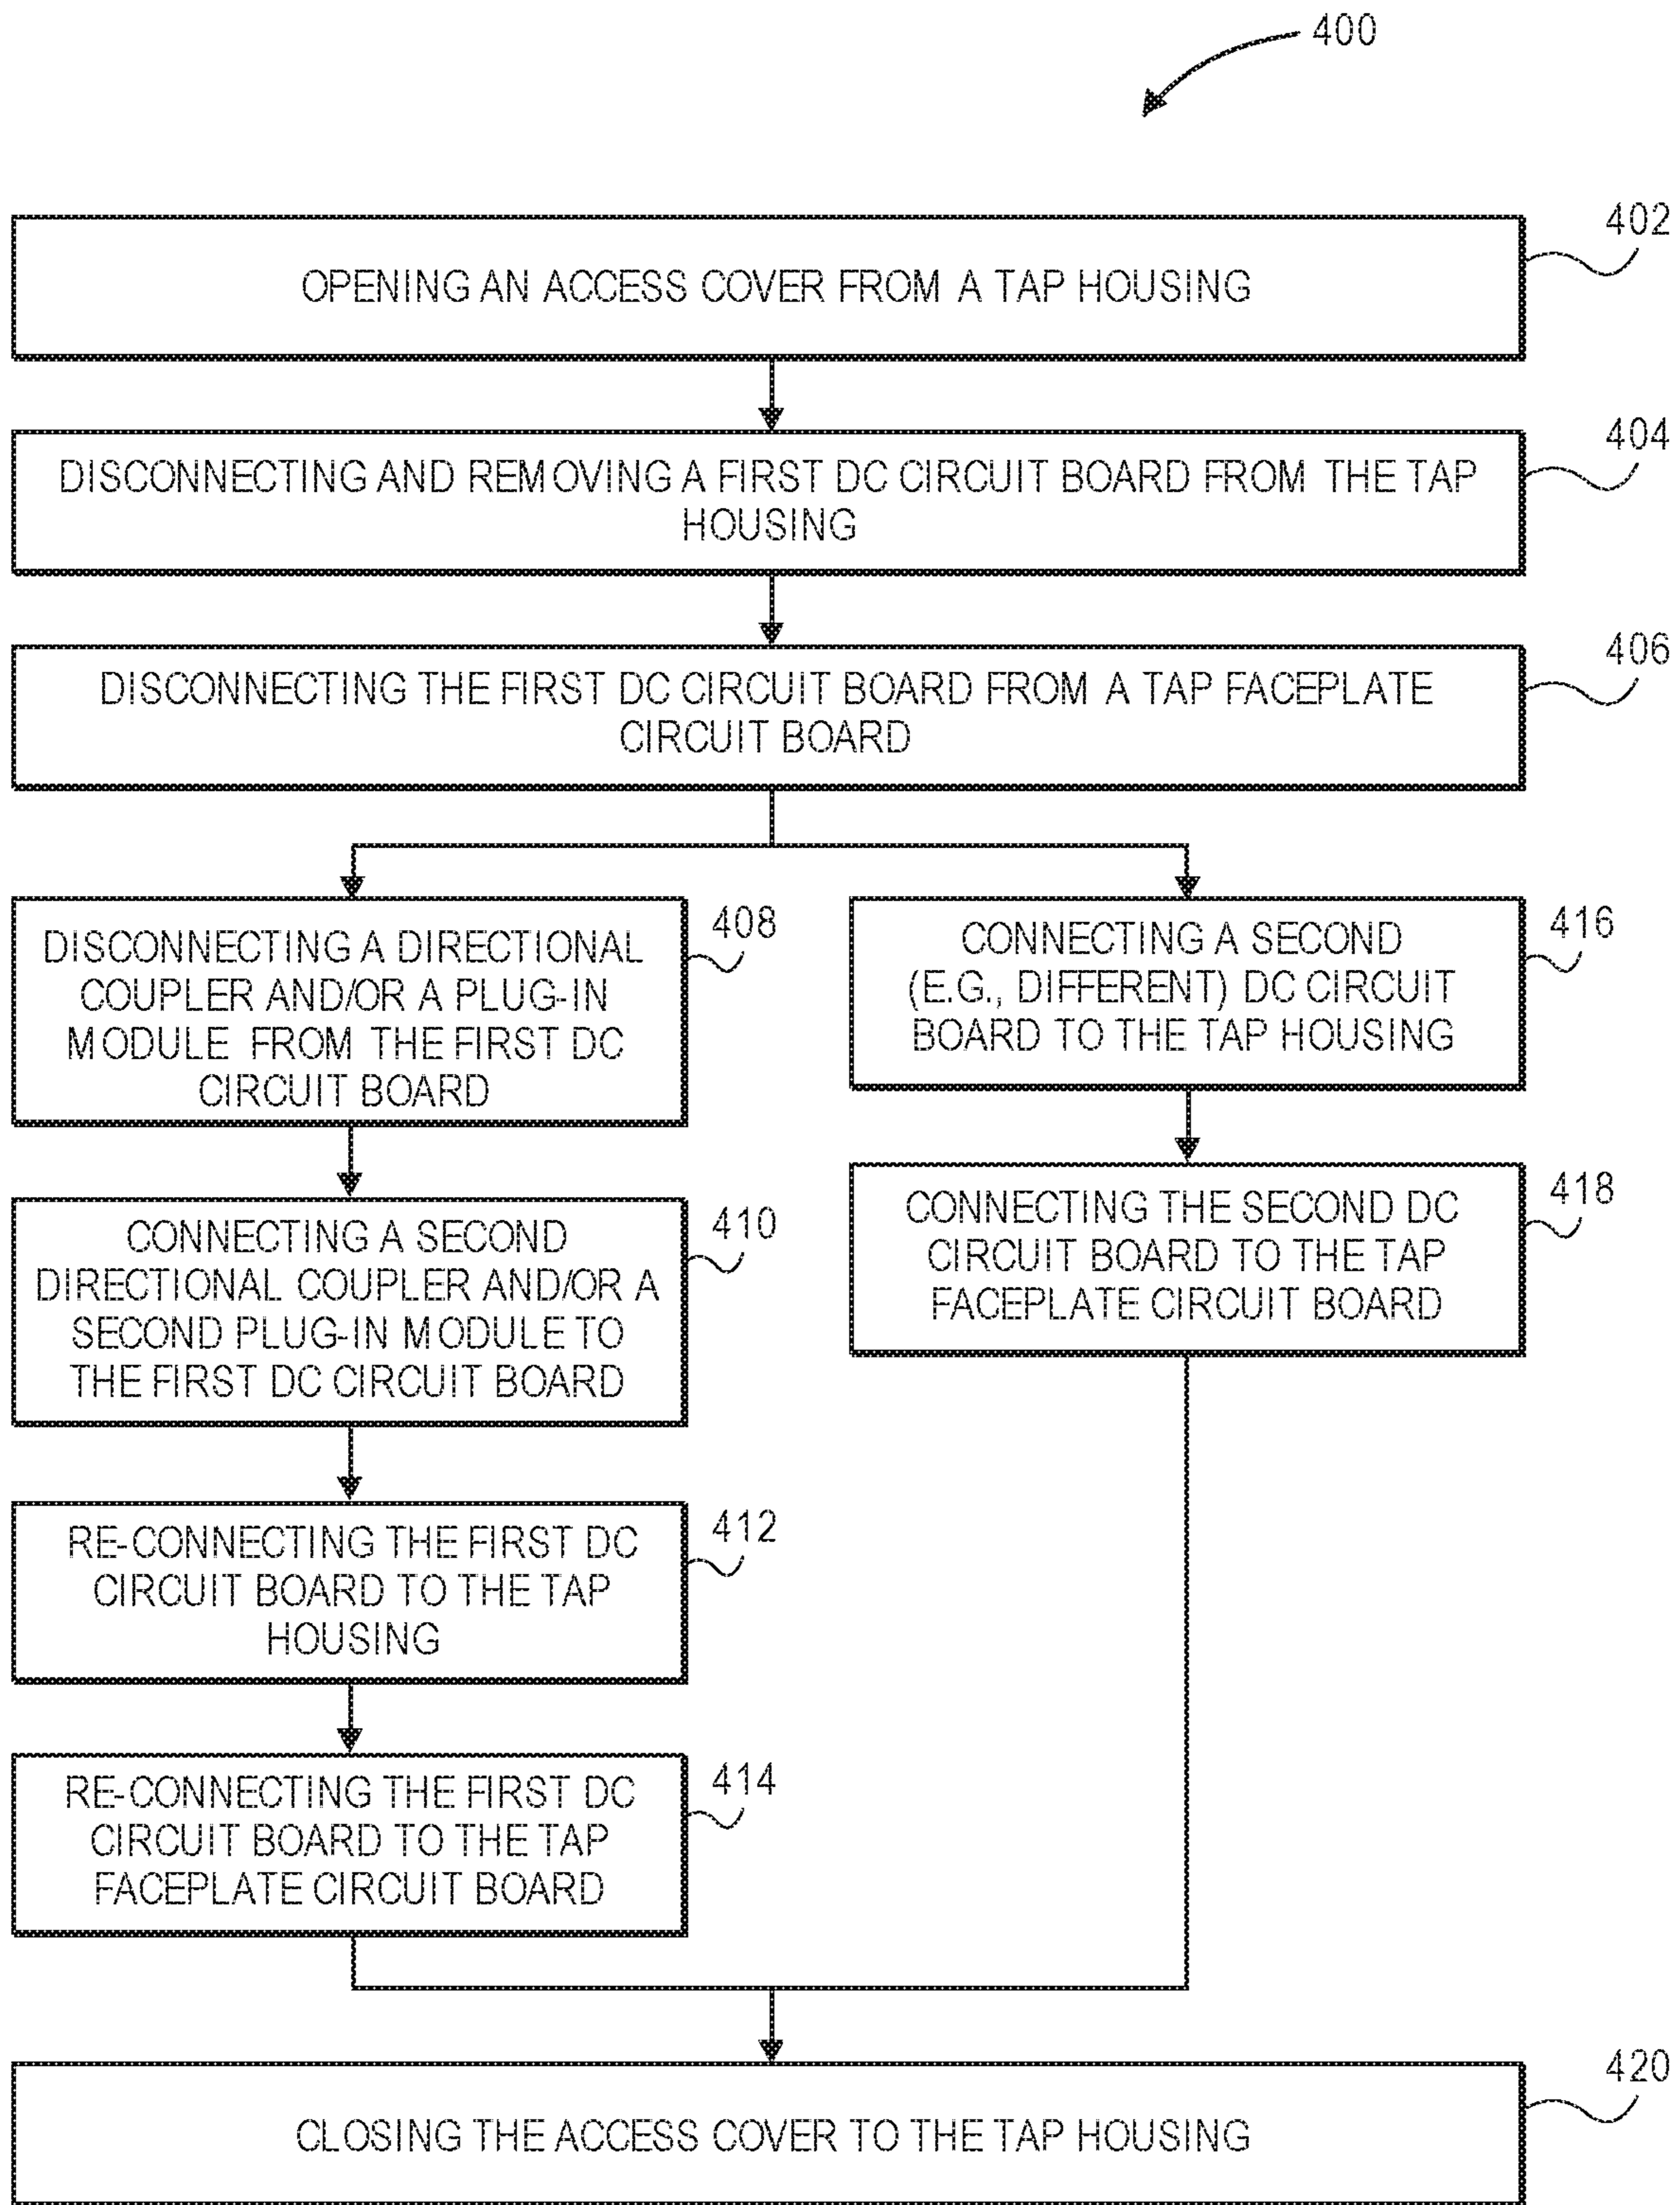 400
402
OPENING AN ACCESS COVER FROM A TAP HOUSING
404
DISCONNECTING AND REMOVING A FIRST DC CIRCUIT BOARD FROM THE TAP
HOUSING
406
DISCONNECTING THE FIRST DC CIRCUIT BOARD FROM A TAP FACEPLATE
CIRCUIT BOARD
408
DISCONNECTING A DIRECTIONAL
COUPLER AND/OR A PLUG-IN
MODULE FROM THE FIRST DC
CIRCUIT BOARD
410
CONNECTING A SECOND
DIRECTIONAL COUPLER AND/OR A
SECOND PLUG-IN MODULE TO
THE FIRST DC CIRCUIT BOARD
412
RE-CONNECTING THE FIRST DC
CIRCUIT BOARD TO THE TAP
HOUSING
414
RE-CONNECTING THE FIRST DC
CIRCUIT BOARD TO THE TAP
FACEPLATE CIRCUIT BOARD
416
CONNECTING A SECOND
(E.G., DIFFERENT) DC CIRCUIT
BOARD TO THE TAP HOUSING
418
CONNECTING THE SECOND DC
CIRCUIT BOARD TO THE TAP
FACEPLATE CIRCUIT BOARD
420
CLOSING THE ACCESS COVER TO THE TAP HOUSING